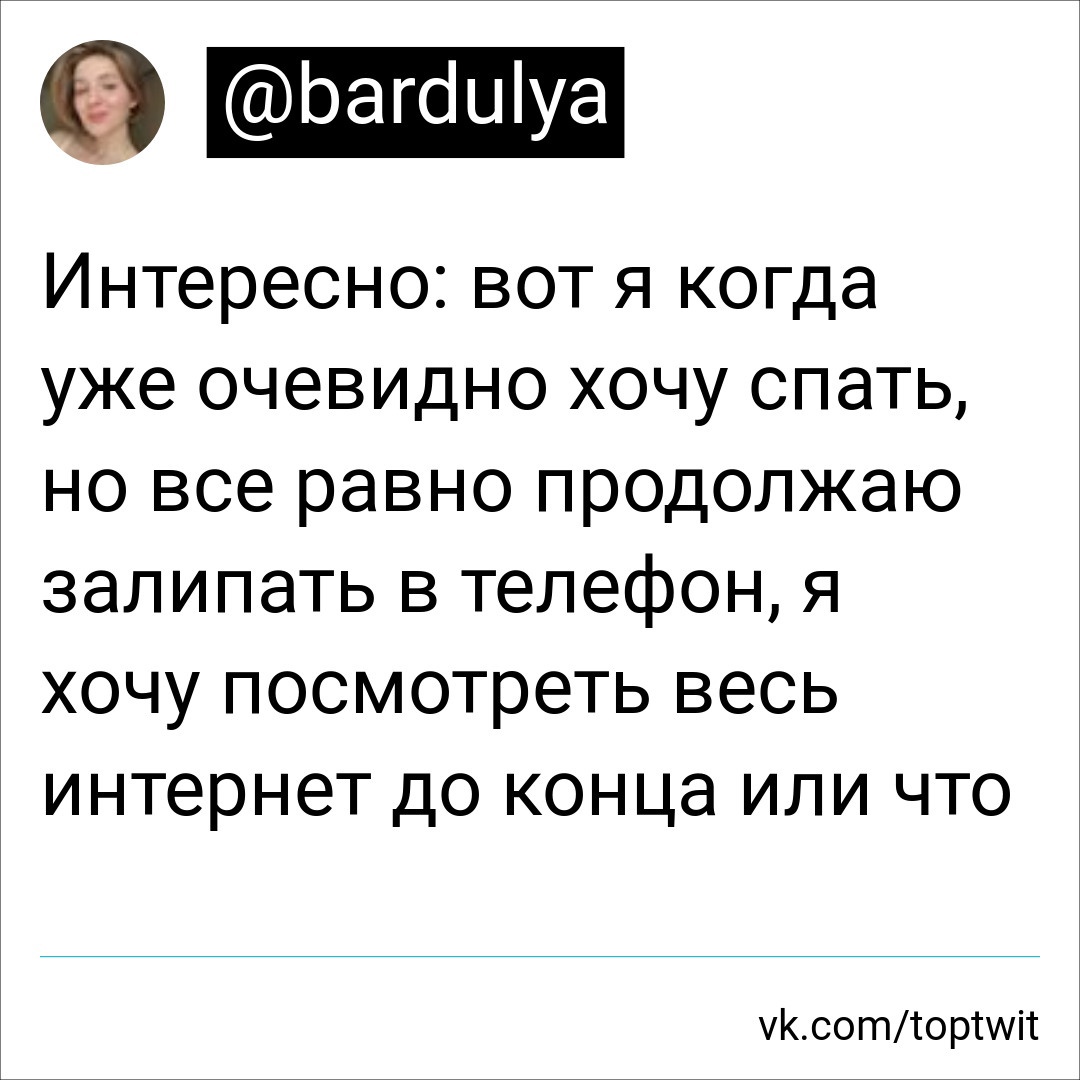 @bardulya
Интересно: вот я когда
уже очевидно хочу спать,
но все равно продолжаю
залипать в телефон, я
хочу посмотреть весь
интернет до конца или что
vk.com/toptwit